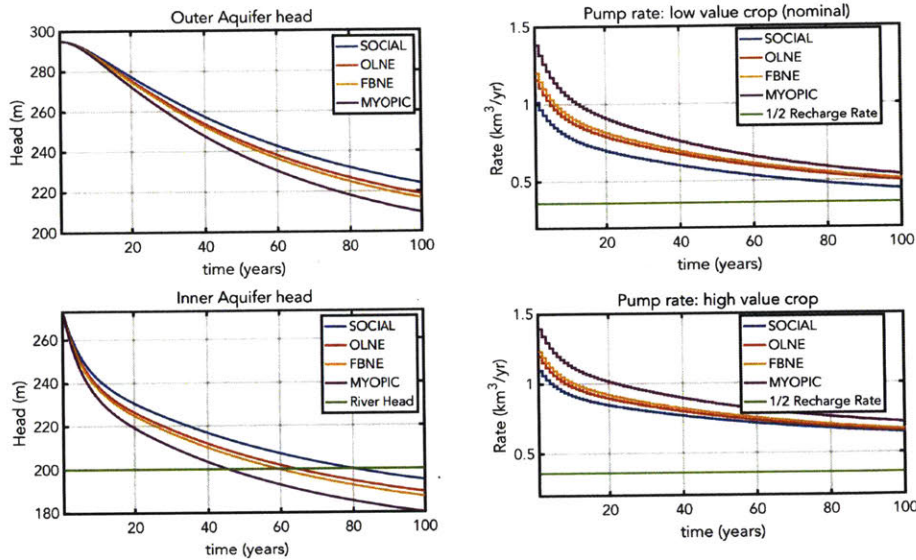 Outer Aquifer head
300
280
260
240
220
200
Head (m)
20 40 60 80 100
time (years)
SOCIAL
OLNE
FBNE
MYOPIC
Pump rate: low value crop (nominal)
1.5
1
0.5
Rate (km³/yr)
20 40 60 80 100
time (years)
SOCIAL
OLNE
FBNE
MYOPIC
1/2 Recharge Rate
Inner Aquifer head
260
240
220
200
180
Head (m)
20 40 60 80 100
time (years)
SOCIAL
OLNE
FBNE
MYOPIC
River Head
Pump rate: high value crop
1.5
1
0.5
Rate (km³/yr)
20 40 60 80 100
time (years)
SOCIAL
OLNE
FBNE
MYOPIC
1/2 Recharge Rate